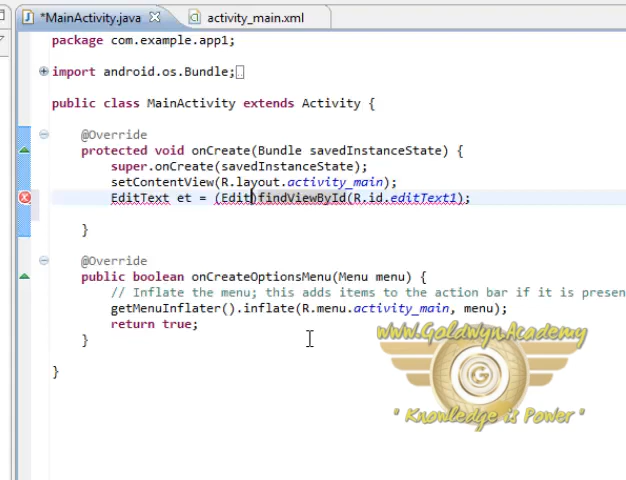 *MainActivity.java
activity_main.xml
package com.example.app1;
import android.os.Bundle;
public class MainActivity extends Activity {
@Override
protected void onCreate(Bundle savedInstanceState) {
super.onCreate(savedInstanceState);
setContentView(R.layout.activity_main);
EditText et = (Edit)findViewById(R.id.editText1);
}
@Override
public boolean onCreateOptionsMenu(Menu menu) {
// Inflate the menu; this adds items to the action bar if it is presen
getMenuInflater().inflate(R.menu.activity_main, menu);
return true;
}
}
www.GoldwynAcademy
G
" Knowledge is Power "